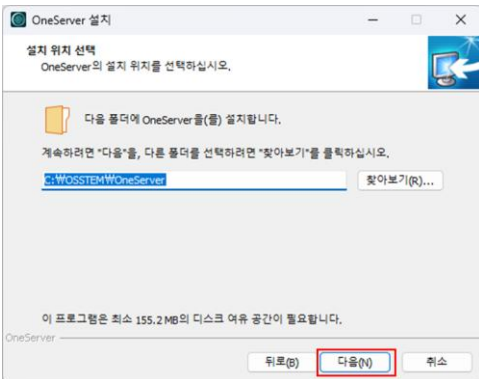 OneServer 설치
설치 위치 선택
OneServer의 설치 위치를 선택하십시오.
다음 폴더에 OneServer을(를) 설치합니다.
계속하려면 "다음"을, 다른 폴더를 선택하려면 "찾아보기"를 클릭하십시오.
C:₩OSSTEM₩OneServer
찾아보기(R)...
이 프로그램은 최소 155.2 MB의 디스크 여유 공간이 필요합니다.
OneServer
뒤로(B) 다음(N) 취소